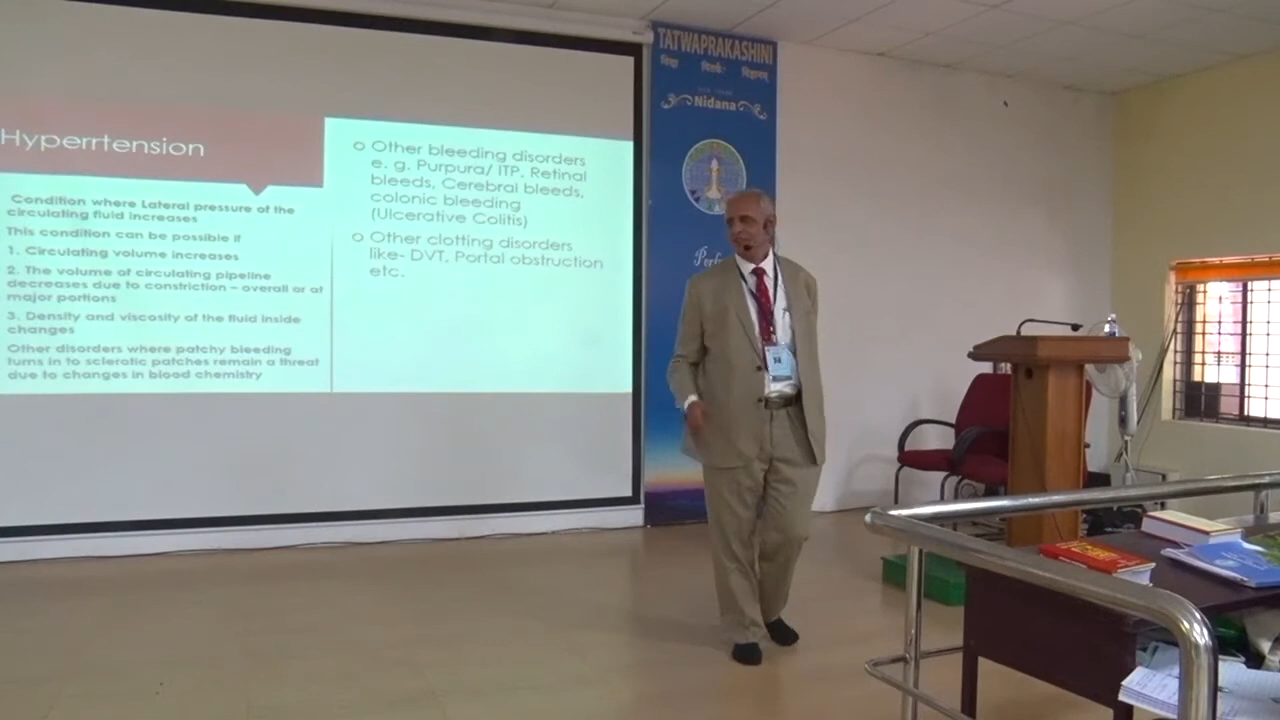 Hyperrtension
Condition where Lateral pressure of the
circulating fluid increases
This condition can be possible if
1. Circulating volume increases
2. The volume of circulating pipeline
decreases due to constriction – overall or at
major portions
3. Density and viscosity of the fluid inside
changes
Other disorders where patchy bleeding
turns in to sclerotic patches remain a threat
due to changes in blood chemistry
o Other bleeding disorders
e. g. Purpura/ ITP, Retinal
bleeds, Cerebral bleeds,
colonic bleeding
(Ulcerative Colitis)
o Other clotting disorders
like- DVT, Portal obstruction
etc.
TATWAPRAKASHINI
Nidana